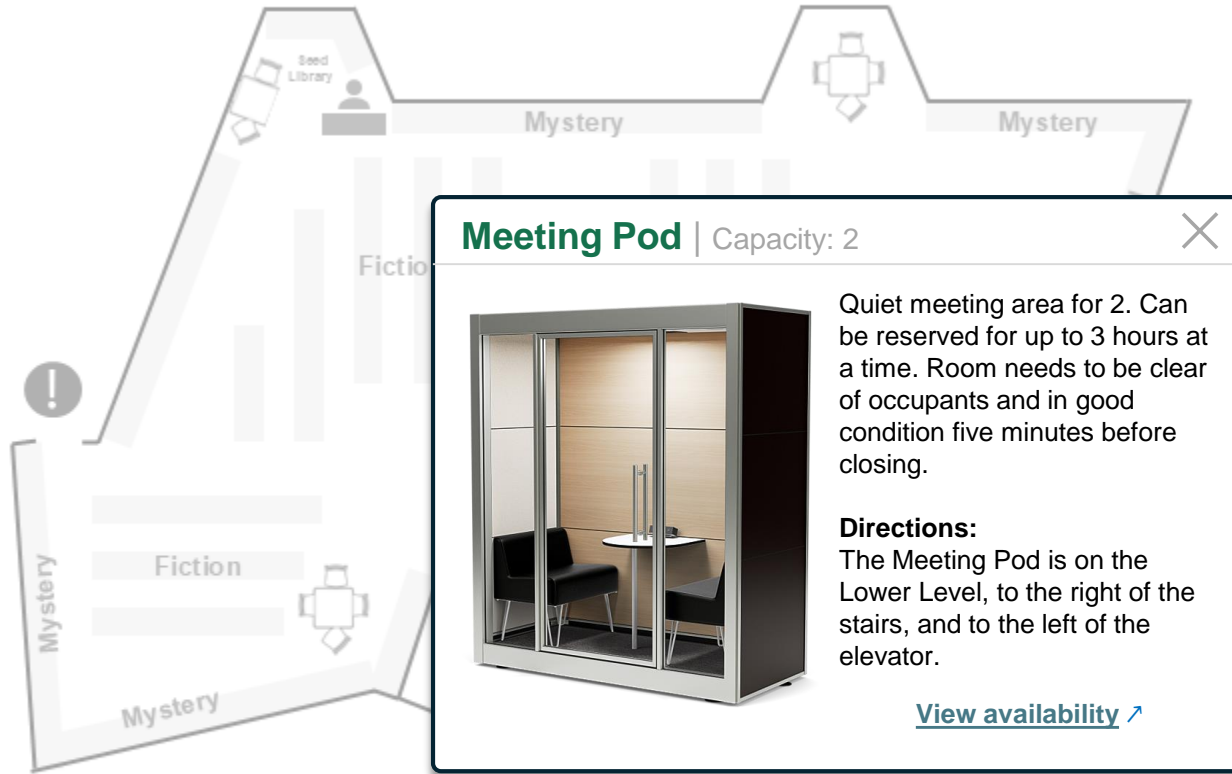 Seed
Library
Mystery
Mystery
Fictio
Meeting Pod | Capacity: 2
Quiet meeting area for 2. Can
be reserved for up to 3 hours at
a time. Room needs to be clear
of occupants and in good
condition five minutes before
closing.
Directions:
The Meeting Pod is on the
Lower Level, to the right of the
stairs, and to the left of the
elevator.
View availability ↗
!
Mystery
Fiction
Mystery